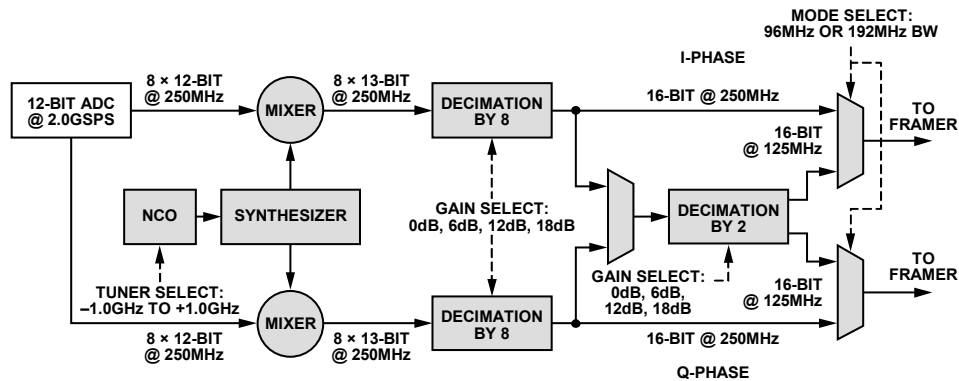 MODE SELECT:
96MHz OR 192MHz BW
I-PHASE
8 × 12-BIT
@ 250MHz
8 × 13-BIT
@ 250MHz
12-BIT ADC
@ 2.0GSPS
MIXER
DECIMATION
BY 8
16-BIT @ 250MHz
TO
FRAMER
16-BIT
@ 125MHz
NCO
SYNTHESIZER
GAIN SELECT:
0dB, 6dB, 12dB, 18dB
DECIMATION
BY 2
TUNER SELECT:
–1.0GHz TO +1.0GHz
GAIN SELECT:
0dB, 6dB,
12dB, 18dB
16-BIT
@ 125MHz
TO
FRAMER
MIXER
DECIMATION
BY 8
8 × 12-BIT
@ 250MHz
8 × 13-BIT
@ 250MHz
16-BIT @ 250MHz
Q-PHASE